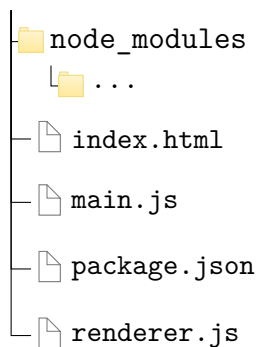 node_modules
...
index.html
main.js
package.json
renderer.js